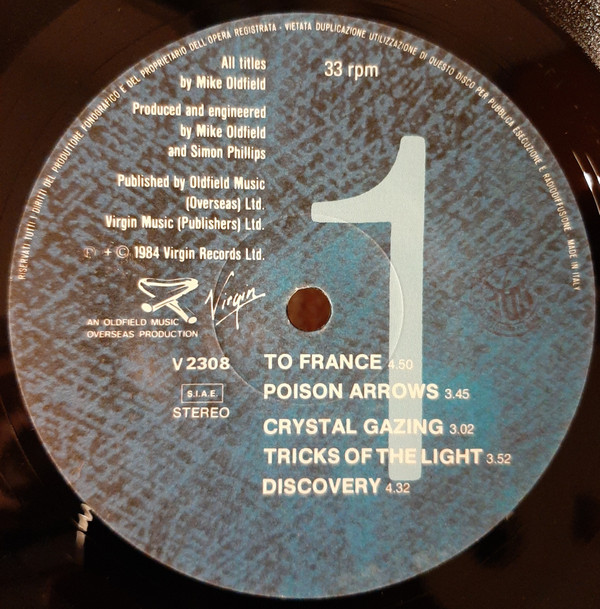 RISERVATI TUTTI I DIRITTI DEL PRODUTTORE FONOGRAFICO E DEL PROPRIETARIO DELL'OPERA REGISTRATA - VIETATA DUPLICAZIONE UTILIZZAZIONE DI QUESTO DISCO PER PUBBLICA ESECUZIONE E RADIODIFFUSIONE MADE IN ITALY
All titles
by Mike Oldfield
33 rpm
Produced and engineered
by Mike Oldfield
and Simon Phillips
Published by Oldfield Music
(Overseas) Ltd.
Virgin Music (Publishers) Ltd.
℗ + © 1984 Virgin Records Ltd.
1
Virgin
AN OLDFIELD MUSIC
OVERSEAS PRODUCTION
V 2308
S.I.A.E.
STEREO
TO FRANCE 4.50
POISON ARROWS 3.45
CRYSTAL GAZING 3.02
TRICKS OF THE LIGHT 3.52
DISCOVERY 4.32